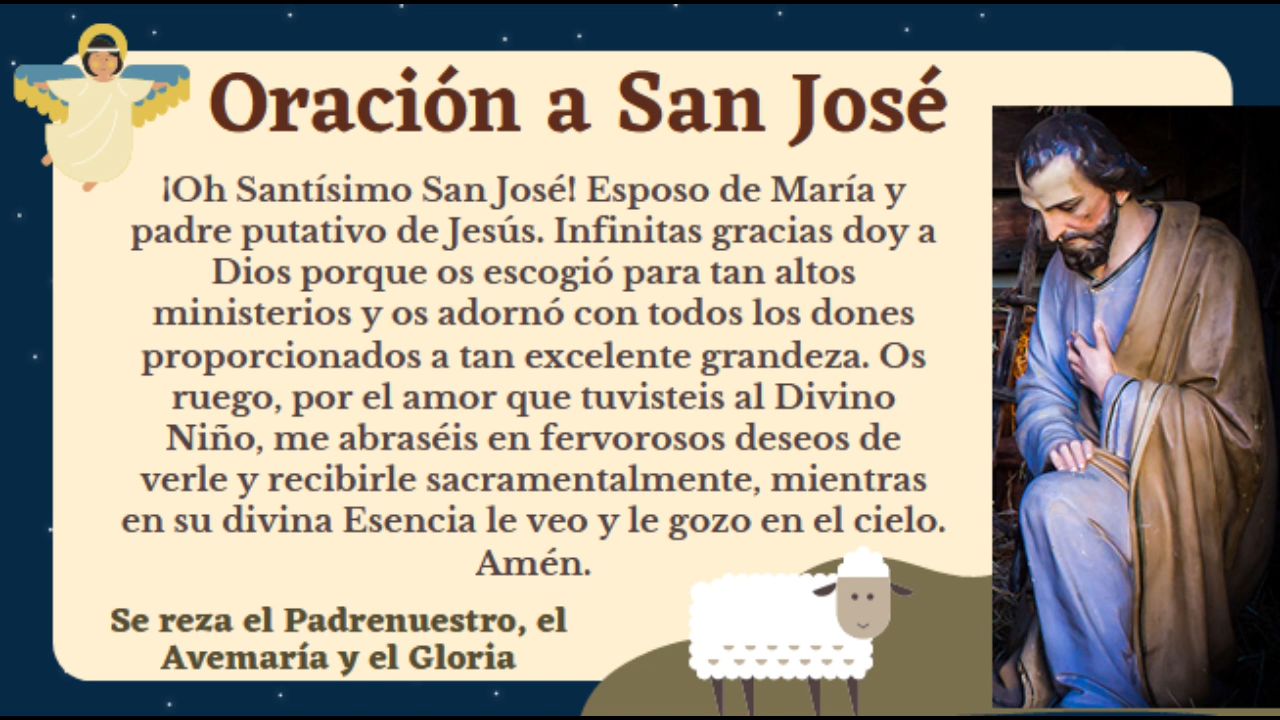 Oración a San José
¡Oh Santísimo San José! Esposo de María y
padre putativo de Jesús. Infinitas gracias doy a
Dios porque os escogió para tan altos
ministerios y os adornó con todos los dones
proporcionados a tan excelente grandeza. Os
ruego, por el amor que tuvisteis al Divino
Niño, me abraséis en fervorosos deseos de
verle y recibirle sacramentalmente, mientras
en su divina Esencia le veo y le gozo en el cielo.
Amén.
Se reza el Padrenuestro, el
Avemaría y el Gloria